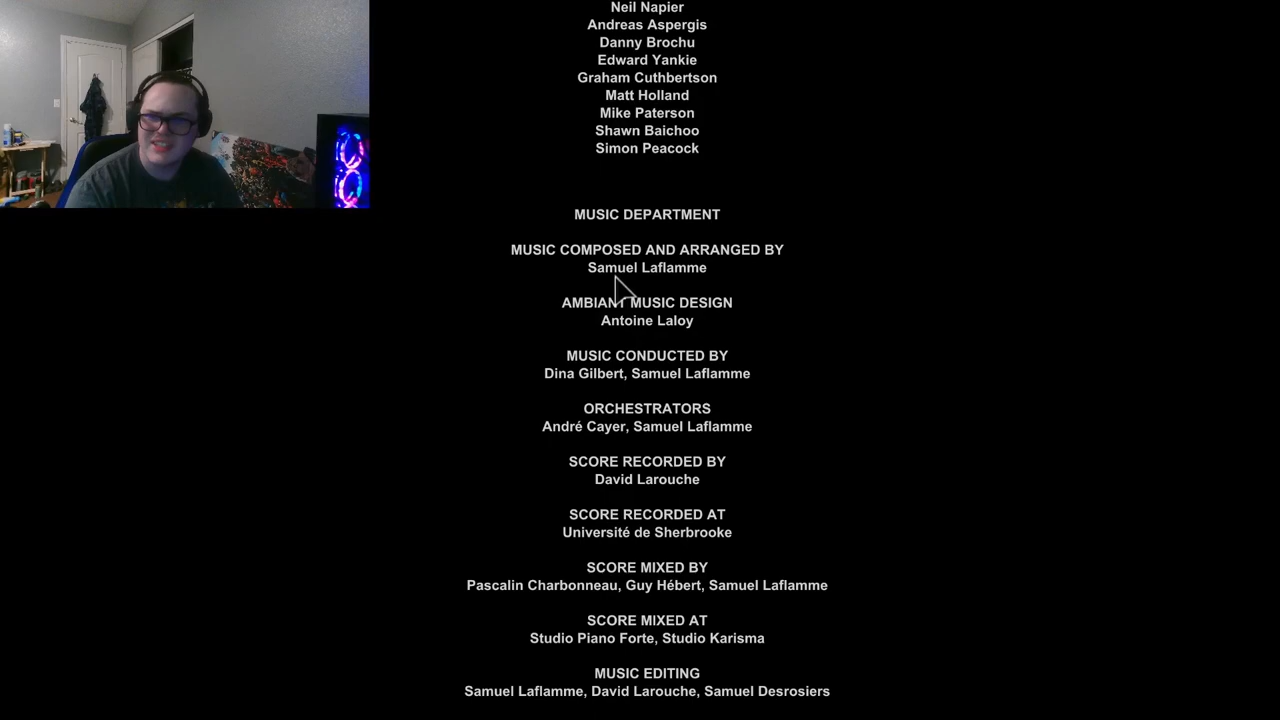 Neil Napier
Andreas Aspergis
Danny Brochu
Edward Yankie
Graham Cuthbertson
Matt Holland
Mike Paterson
Shawn Baichoo
Simon Peacock
MUSIC DEPARTMENT
MUSIC COMPOSED AND ARRANGED BY
Samuel Laflamme
AMBIANT MUSIC DESIGN
Antoine Laloy
MUSIC CONDUCTED BY
Dina Gilbert, Samuel Laflamme
ORCHESTRATORS
André Cayer, Samuel Laflamme
SCORE RECORDED BY
David Larouche
SCORE RECORDED AT
Université de Sherbrooke
SCORE MIXED BY
Pascalin Charbonneau, Guy Hébert, Samuel Laflamme
SCORE MIXED AT
Studio Piano Forte, Studio Karisma
MUSIC EDITING
Samuel Laflamme, David Larouche, Samuel Desrosiers